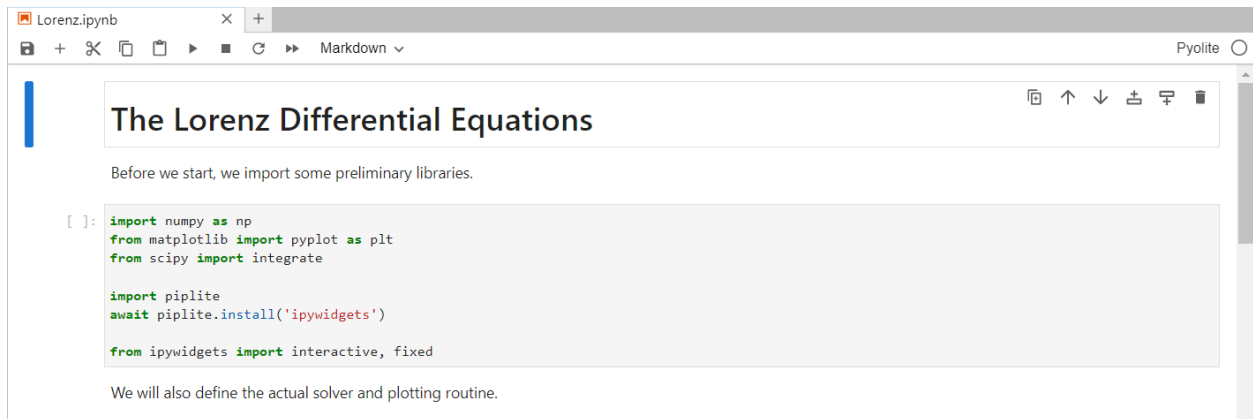 Lorenz.ipynb
Markdown
Pyolite
The Lorenz Differential Equations
Before we start, we import some preliminary libraries.
[ ]:
import numpy as np
from matplotlib import pyplot as plt
from scipy import integrate
import piplite
await piplite.install('ipywidgets')
from ipywidgets import interactive, fixed
We will also define the actual solver and plotting routine.